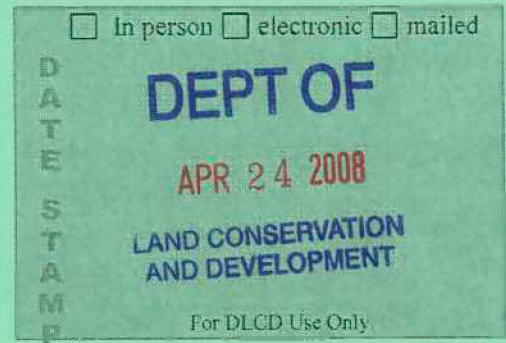 ☐ In person ☐ electronic ☐ mailed
DATE STAMP
DEPT OF
APR 24 2008
LAND CONSERVATION
AND DEVELOPMENT
For DLCD Use Only